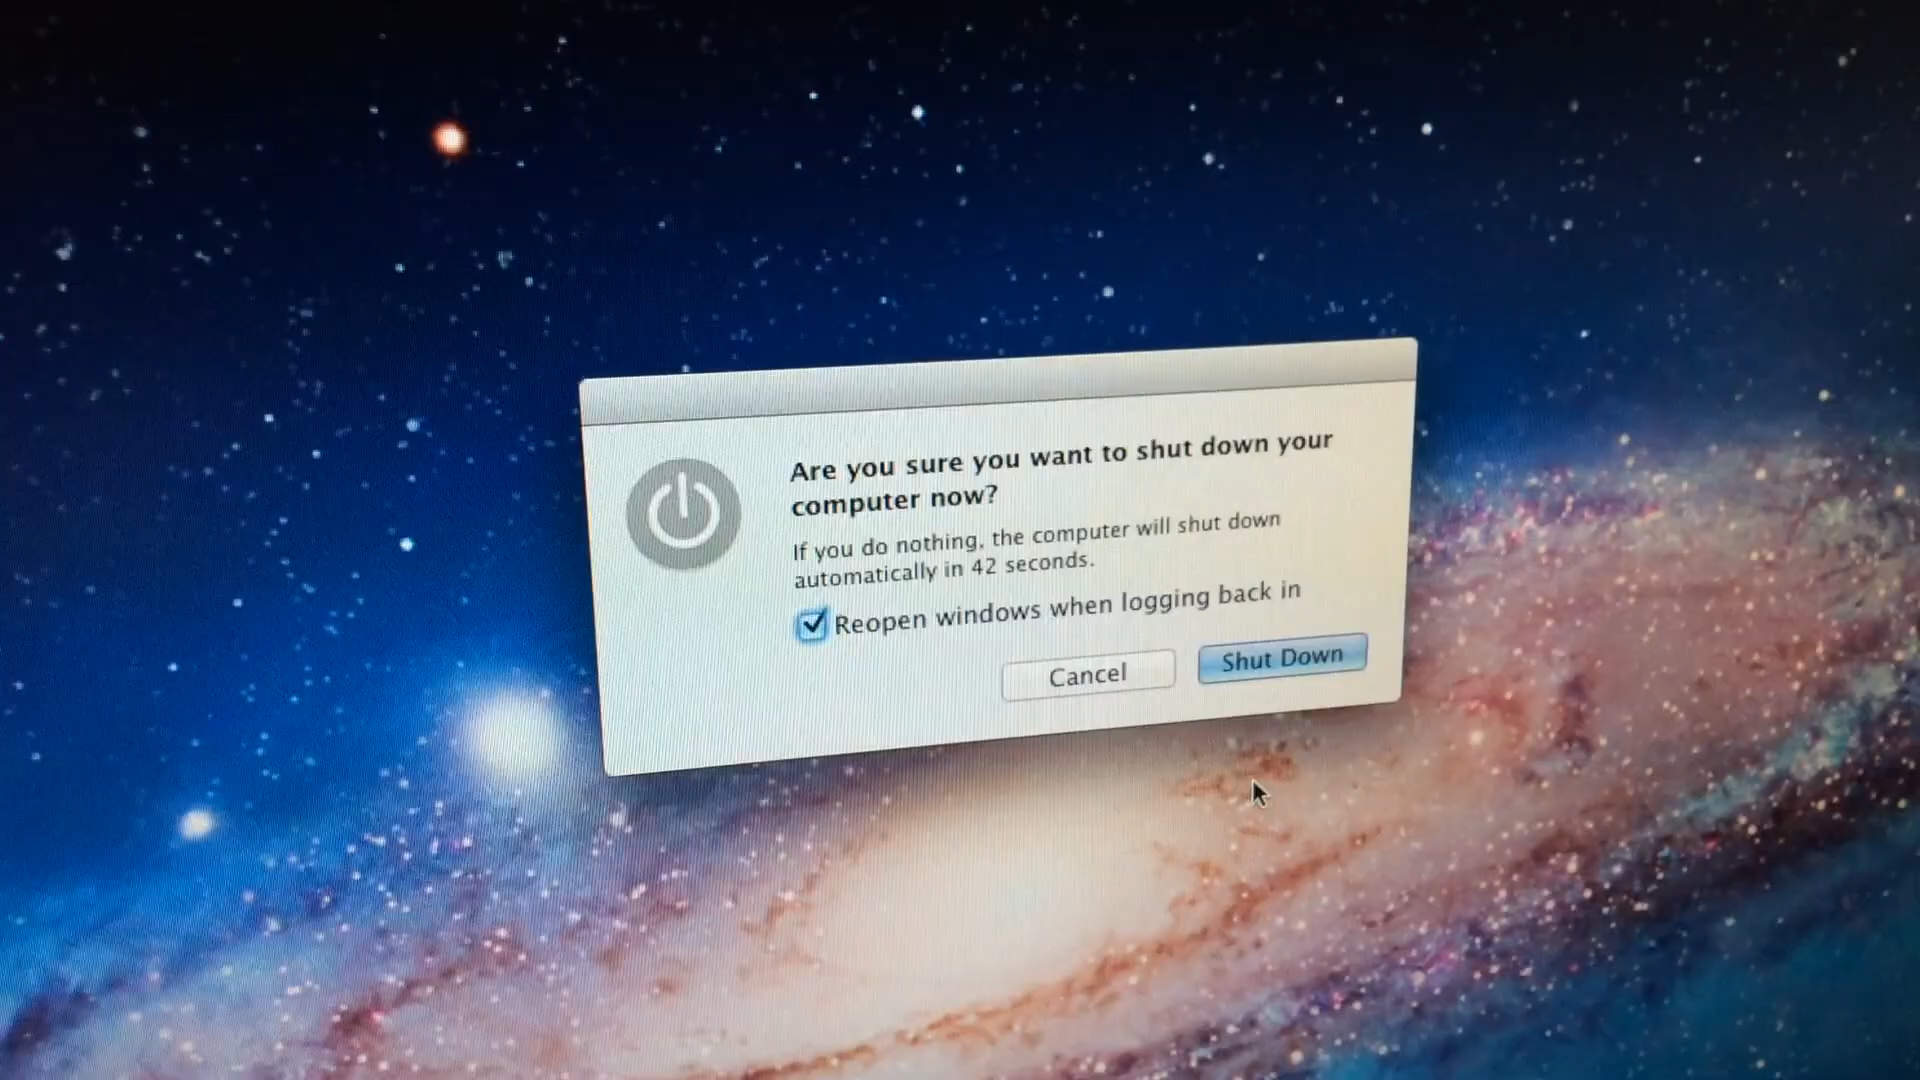 Are you sure you want to shut down your
computer now?
If you do nothing, the computer will shut down
automatically in 42 seconds.
Reopen windows when logging back in
Cancel
Shut Down